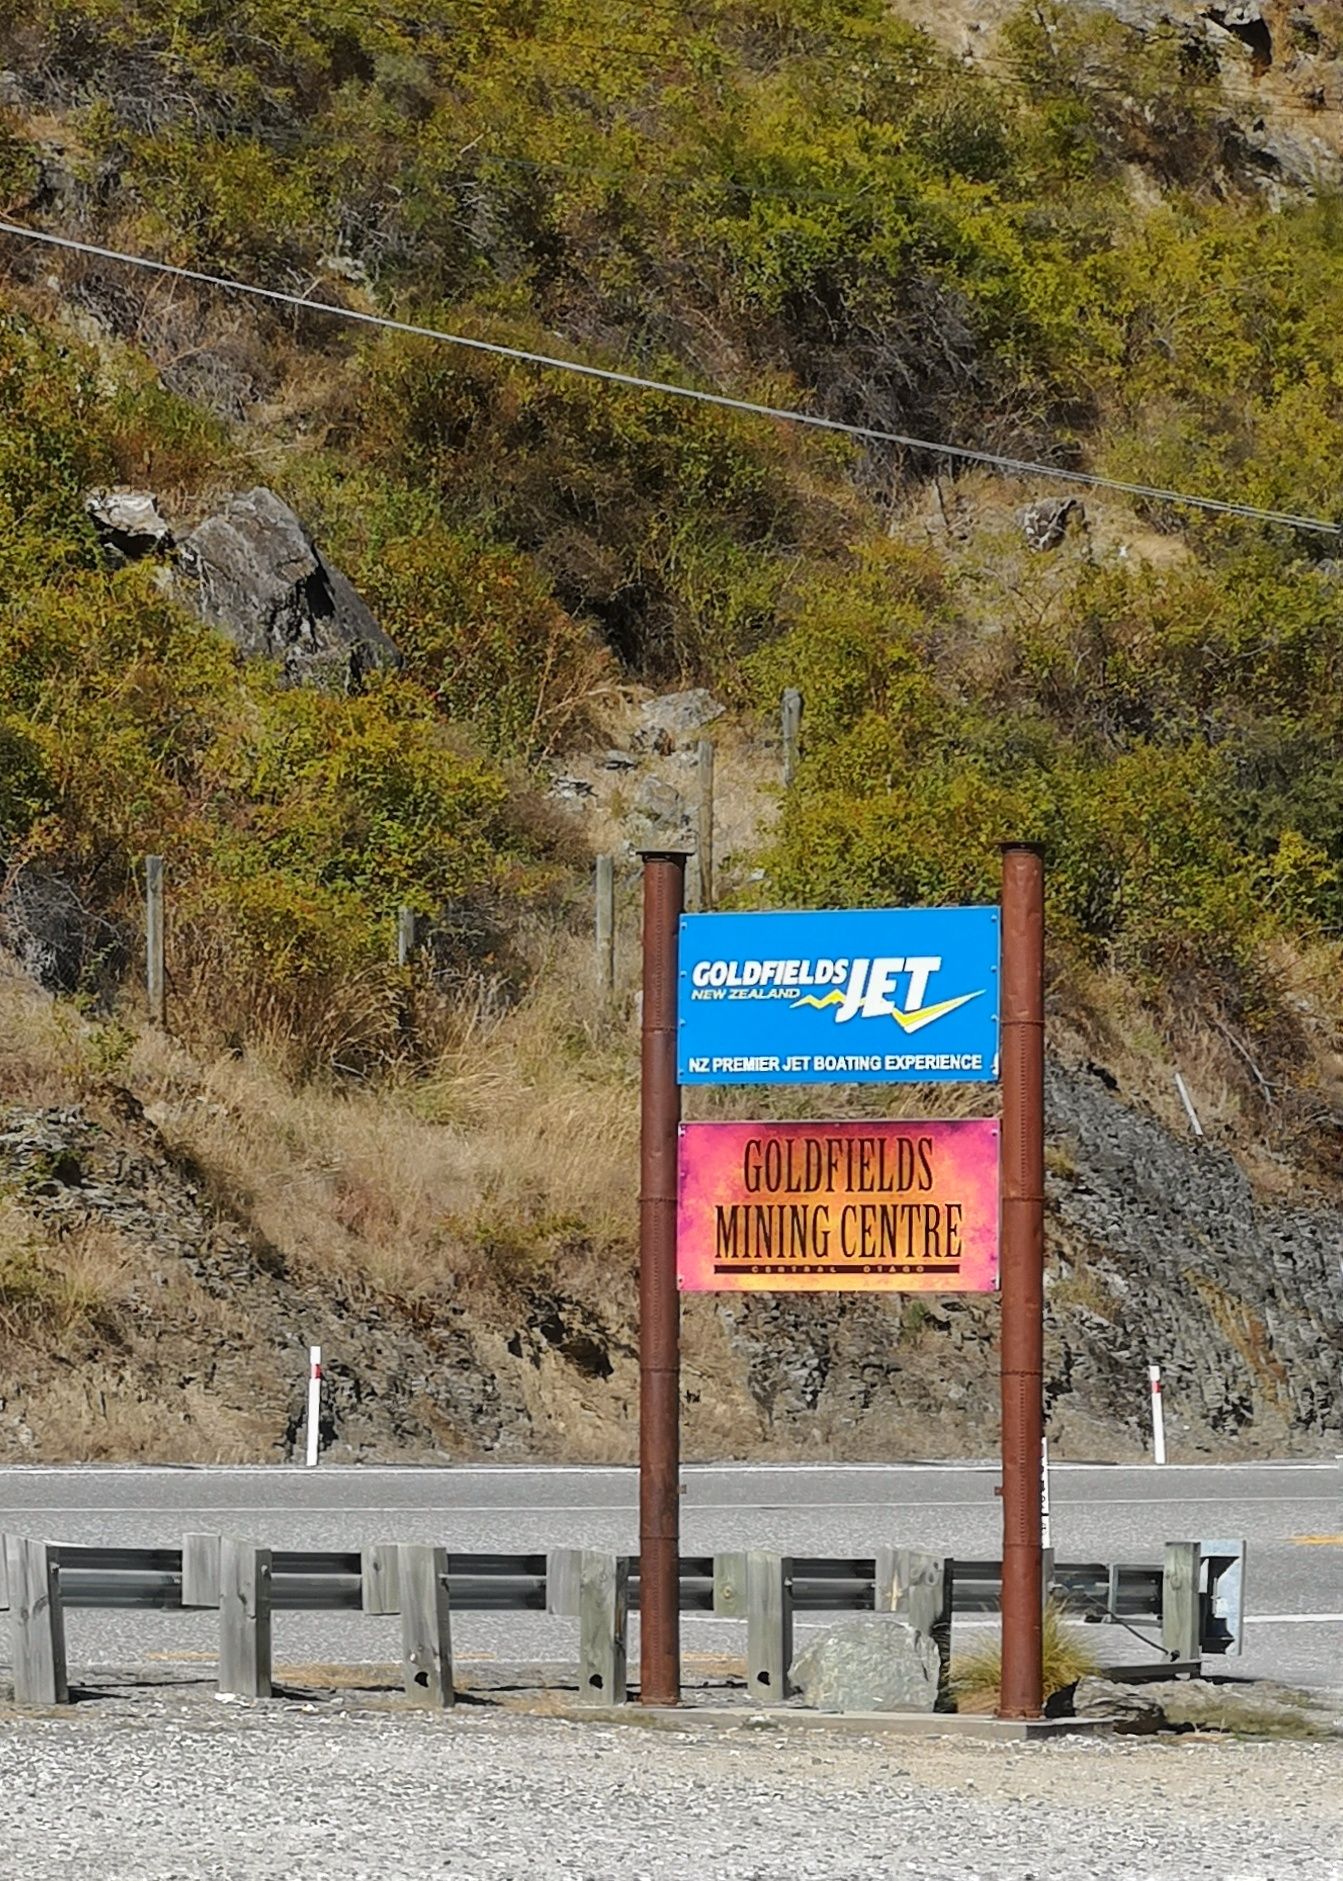 GOLDFIELDS JET
NEW ZEALAND
NZ PREMIER JET BOATING EXPERIENCE
GOLDFIELDS
MINING CENTRE
CENTRAL OTAGO